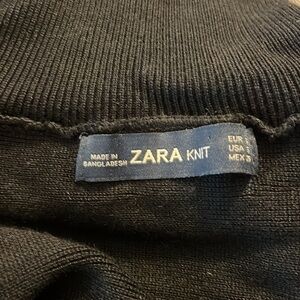 MADE IN
BANGLADESH
ZARA KNIT
EUR
USA
MEX